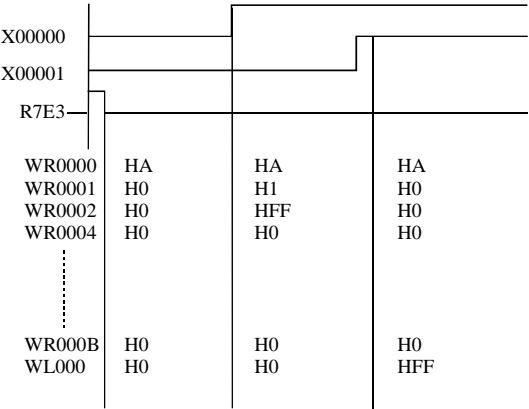 X00000
X00001
R7E3
WR0000 HA HA HA
WR0001 H0 H1 H0
WR0002 H0 HFF H0
WR0004 H0 H0 H0
WR000B H0 H0 H0
WL000 H0 H0 HFF